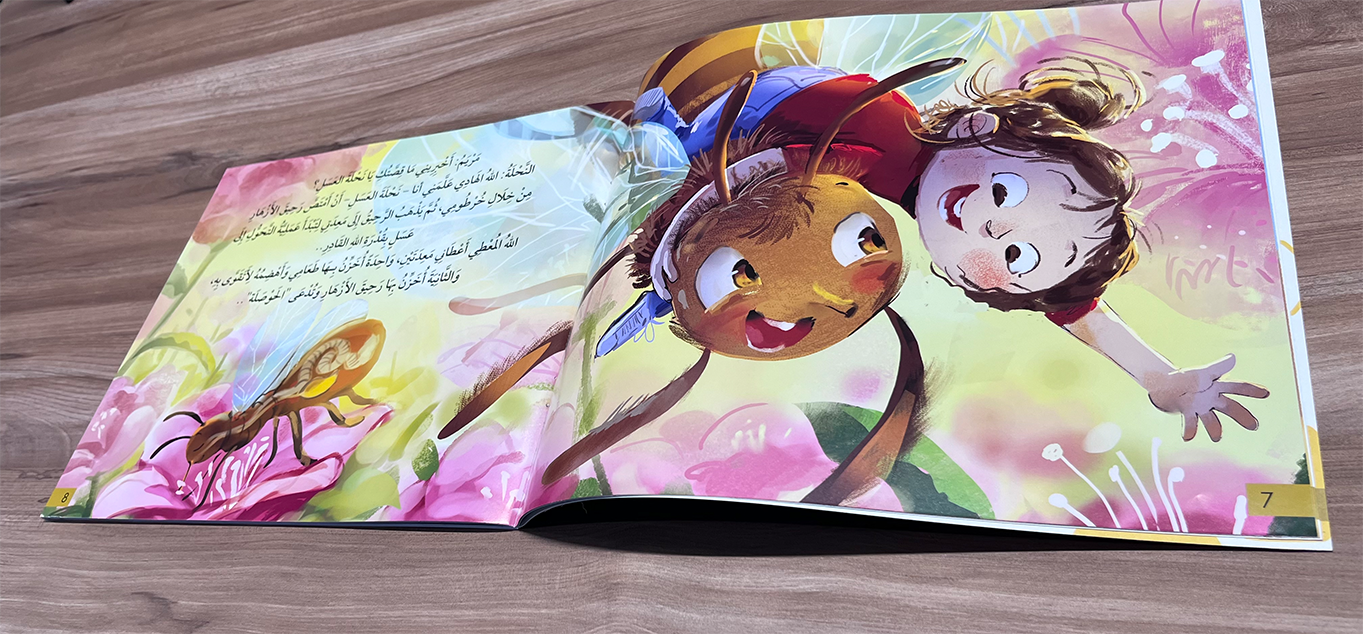 7
مَرْيَمُ: أَخْبِرِينِي مَا قِصَّتُكِ يَا نَحْلَةَ العَسَلِ؟
النَّحْلَةُ: اللهُ الهَادِي عَلَّمَنِي أَنَا - نَحْلَةَ العَسَلِ - أَنْ أَمْتَصَّ رَحِيقَ الأَزْهَارِ
مِنْ خِلَالِ خُرْطُومِي، ثُمَّ يَذْهَبُ الرَّحِيقُ إِلَى مَعِدَتِي لِتَبْدَأَ عَمَلِيَّةُ التَّحَوُّلِ إِلَى
عَسَلٍ بِقُدْرَةِ اللهِ القَادِرِ..
اللهُ المُعْطِي أَعْطَانِي مَعِدَتَيْنِ، وَاحِدَةً أُخَزِّنُ بِهَا طَعَامِي وَأَهْضِمُهُ لِأَتَقَوَّى بِهِ،
وَالثَّانِيَةُ أُخَزِّنُ بِهَا رَحِيقَ الأَزْهَارِ وَتُدْعَى "الحَوْصَلَةَ"..
8